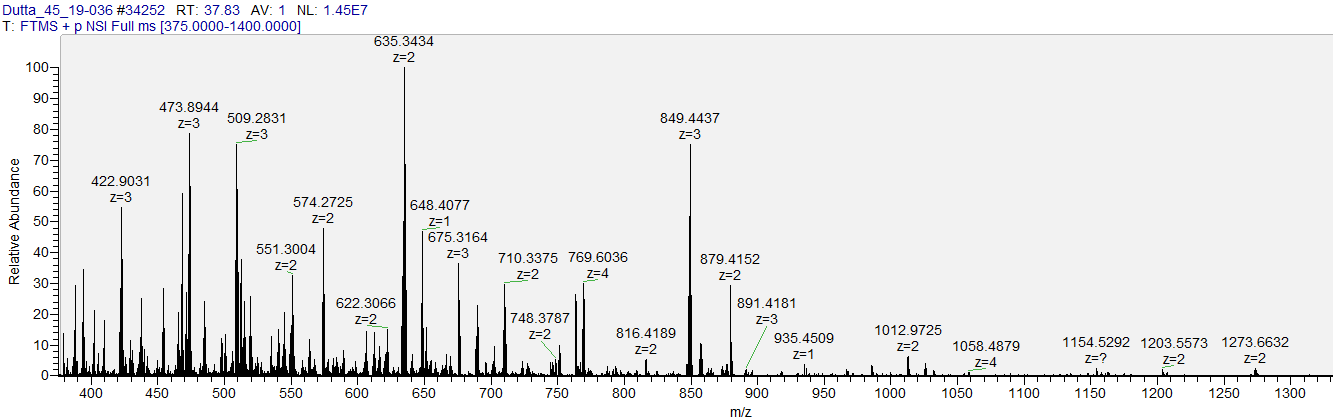 Dutta_45_19-036 #34252 RT: 37.83 AV: 1 NL: 1.45E7
T: FTMS + p NSI Full ms [375.0000-1400.0000]
635.3434
z=2
100
90
80
70
60
50
40
30
20
10
0
Relative Abundance
473.8944
z=3
509.2831
z=3
849.4437
z=3
422.9031
z=3
574.2725
z=2
648.4077
z=1
675.3164
z=3
551.3004
z=2
710.3375
z=2
769.6036
z=4
879.4152
z=2
622.3066
z=2
748.3787
z=2
891.4181
z=3
816.4189
z=2
935.4509
z=1
1012.9725
z=2
1058.4879
z=4
1154.5292
z=?
1203.5573
z=2
1273.6632
z=2
400 450 500 550 600 650 700 750 800 850 900 950 1000 1050 1100 1150 1200 1250 1300
m/z